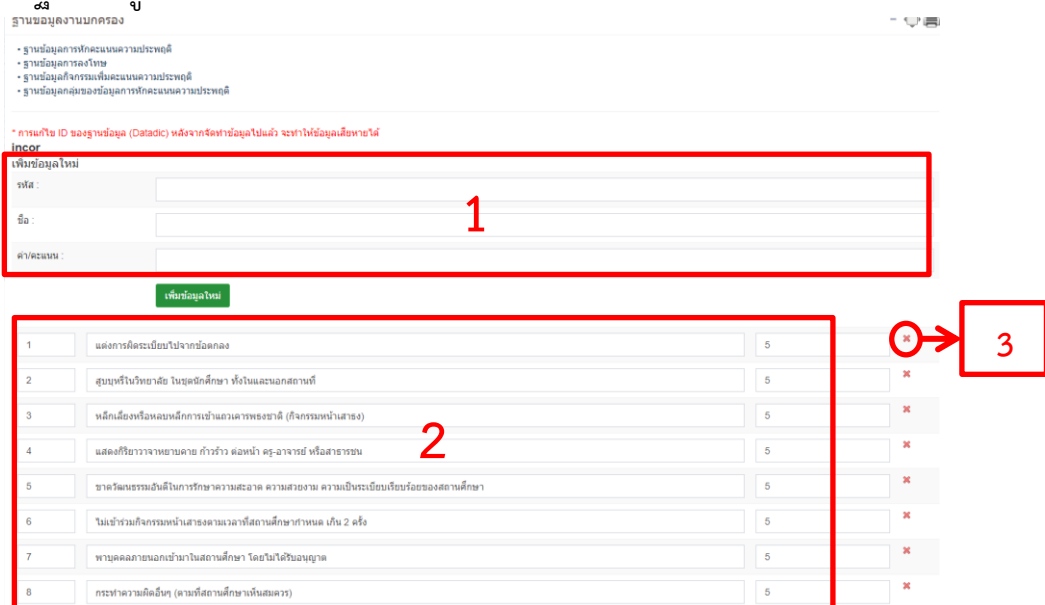 ฐานข้อมูลงานปกครอง
- ฐานข้อมูลการหักคะแนนความประพฤติ
- ฐานข้อมูลการลงโทษ
- ฐานข้อมูลกิจกรรมเพิ่มคะแนนความประพฤติ
- ฐานข้อมูลกลุ่มของข้อมูลการหักคะแนนความประพฤติ
* การแก้ไข ID ของฐานข้อมูล (Datadic) หลังจากจัดทำข้อมูลไปแล้ว จะทำให้ข้อมูลเสียหายได้
incor
เพิ่มข้อมูลใหม่
รหัส :
ชื่อ :
ค่า/คะแนน :
1
เพิ่มข้อมูลใหม่
1 แต่งการผิดระเบียบไปจากข้อตกลง 5
3
2 สูบบุหรี่ในวิทยาลัย ในชุดนักศึกษา ทั้งในและนอกสถานที่ 5
3 หลีกเลี่ยงหรือหลบหลีกการเข้าแถวเคารพธงชาติ (กิจกรรมหน้าเสาธง) 5
2
4 แสดงกิริยาวาจาหยาบคาย ก้าวร้าว ต่อหน้า ครู-อาจารย์ หรือสาธารชน 5
5 ขาดวัฒนธรรมอันดีในการรักษาความสะอาด ความสวยงาม ความเป็นระเบียบเรียบร้อยของสถานศึกษา 5
6 ไม่เข้าร่วมกิจกรรมหน้าเสาธงตามเวลาที่สถานศึกษากำหนด เกิน 2 ครั้ง 5
7 พาบุคคลภายนอกเข้ามาในสถานศึกษา โดยไม่ได้รับอนุญาต 5
8 กระทำความผิดอื่นๆ (ตามที่สถานศึกษาเห็นสมควร) 5